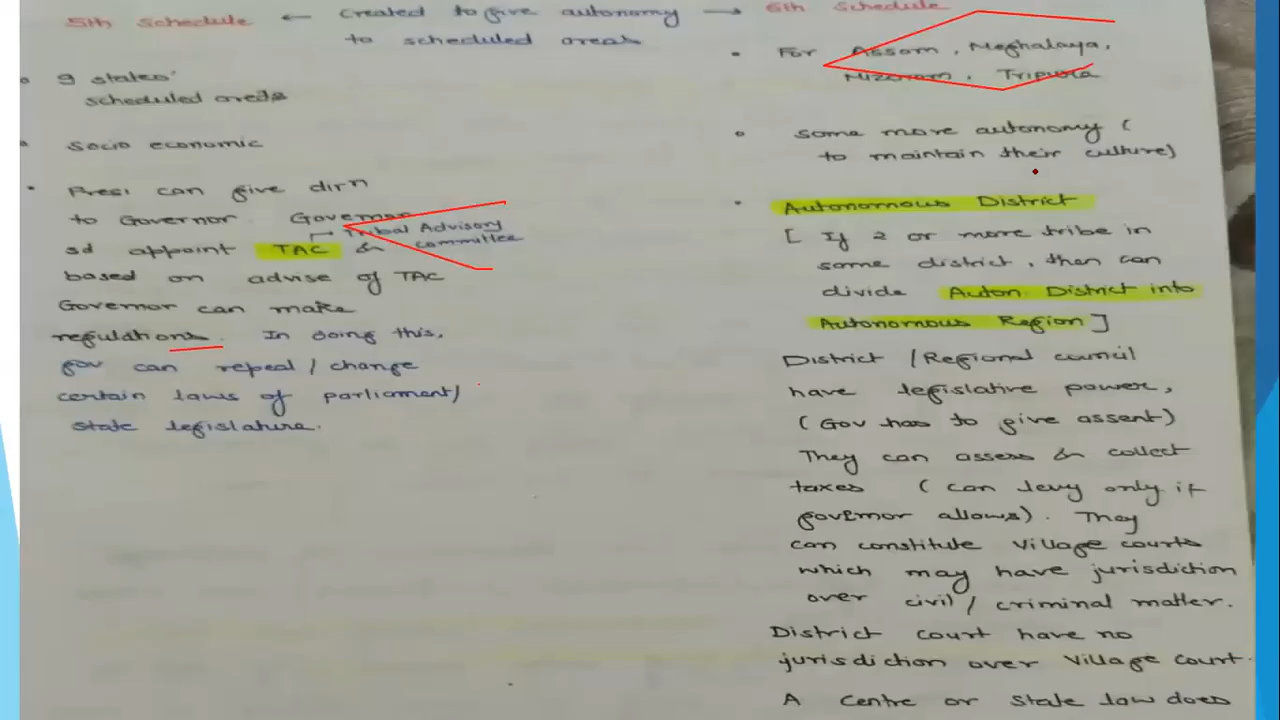 5th Schedule ← Created to give autonomy → 6th Schedule
to scheduled areas
• 9 states'
scheduled areas
• Socio economic
• Presi can give dirn
to Governor. Governor
→ Tribal Advisory
committee
sd appoint TAC &
based on advise of TAC
Governor can make
regulations. In doing this,
gov can repeal / change
certain laws of parliament/
state legislature.
• For Assam, Meghalaya,
Mizoram, Tripura
• Some more autonomy (
to maintain their culture)
• Autonomous District
[ If 2 or more tribe in
same district, then can
divide Auton. District into
Autonomous Region ]
District / Regional council
have legislative power,
(Gov has to give assent)
They can assess & collect
taxes (can levy only if
governor allows). They
can constitute village courts
which may have jurisdiction
over civil / criminal matter.
District court have no
jurisdiction over village court.
A centre or state law does